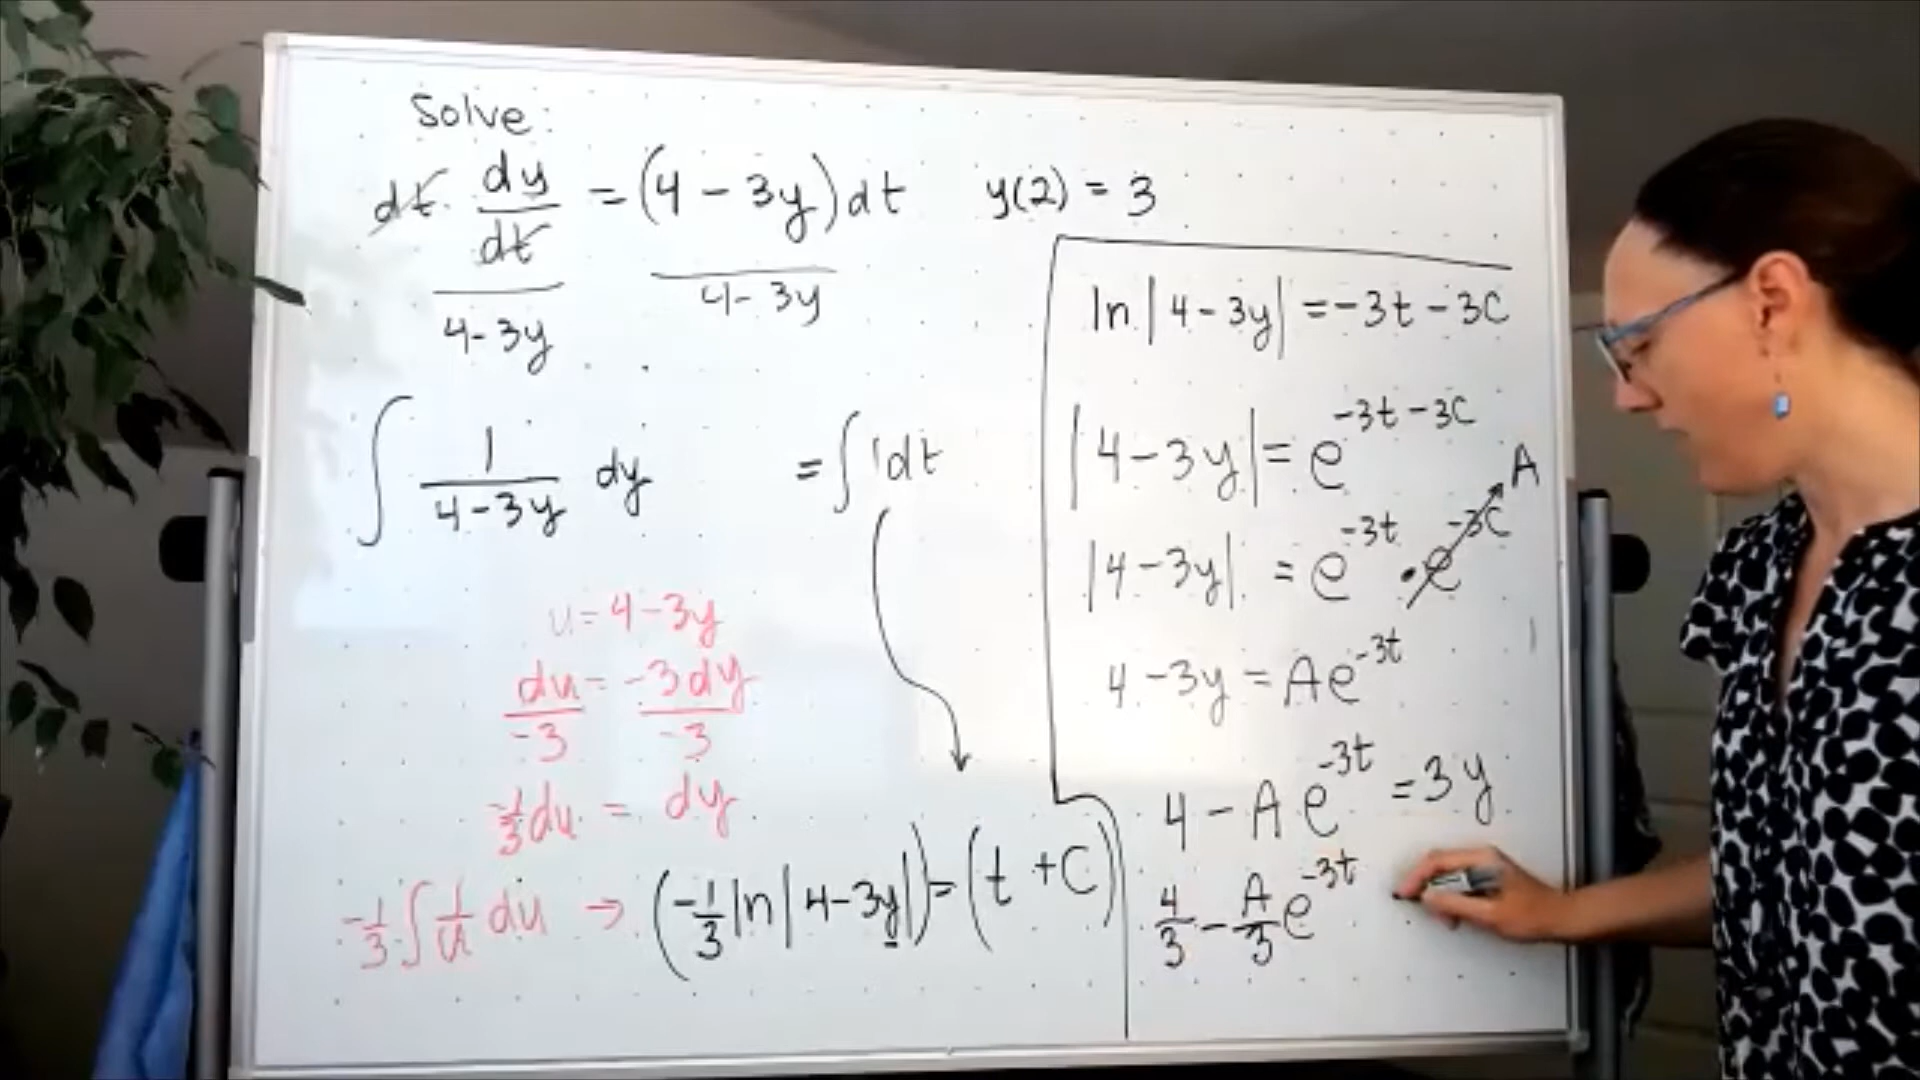 Solve:
dt · dy/dt = (4 - 3y) dt   y(2) = 3
4-3y   4-3y
∫ 1/(4-3y) dy = ∫ 1 dt
u = 4-3y
du = -3dy
-3   -3
-1/3 du = dy
-1/3 ∫ 1/u du → (-1/3 ln|4-3y|) = (t + C)
ln|4-3y| = -3t - 3C
|4-3y| = e^(-3t-3C)
|4-3y| = e^(-3t) · e^(-3C) A
4-3y = Ae^(-3t)
4 - Ae^(-3t) = 3y
4/3 - A/3 e^(-3t)